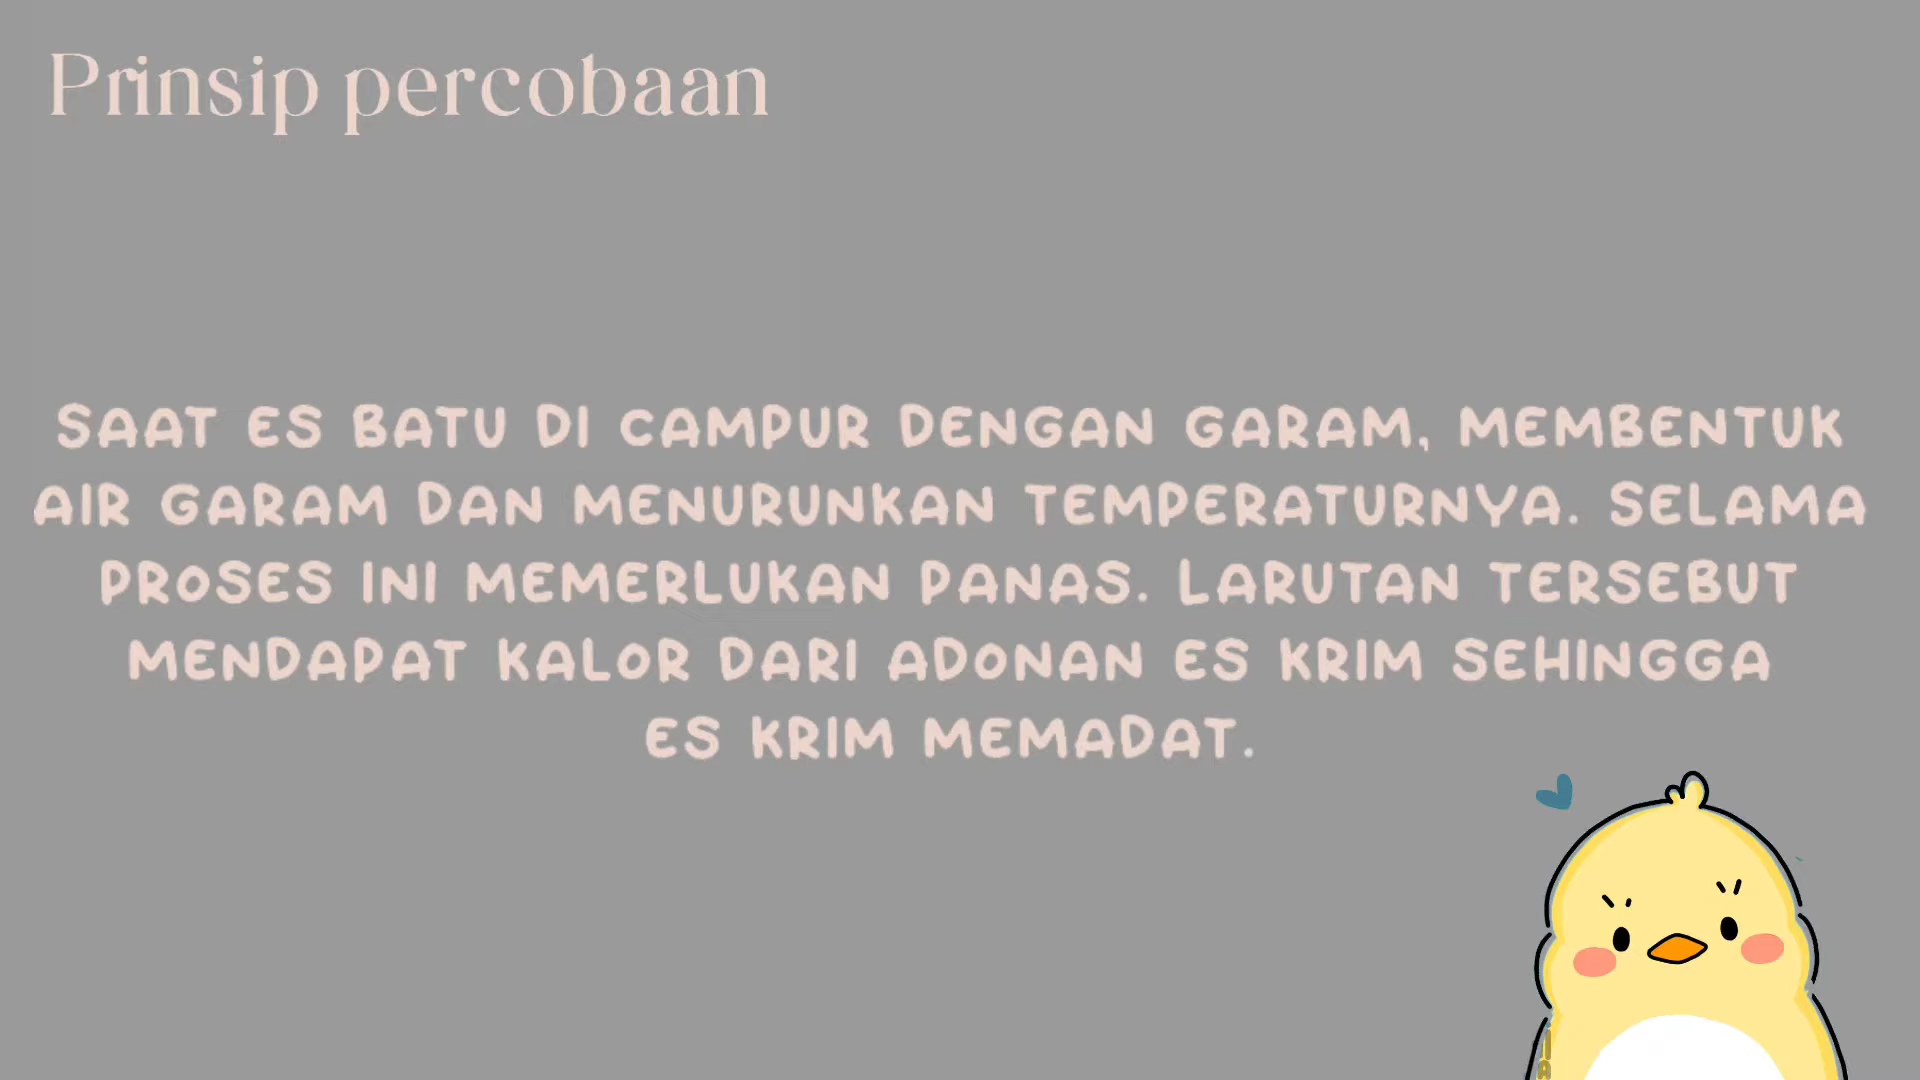 Prinsip percobaan
SAAT ES BATU DI CAMPUR DENGAN GARAM, MEMBENTUK
AIR GARAM DAN MENURUNKAN TEMPERATURNYA. SELAMA
PROSES INI MEMERLUKAN PANAS. LARUTAN TERSEBUT
MENDAPAT KALOR DARI ADONAN ES KRIM SEHINGGA
ES KRIM MEMADAT.